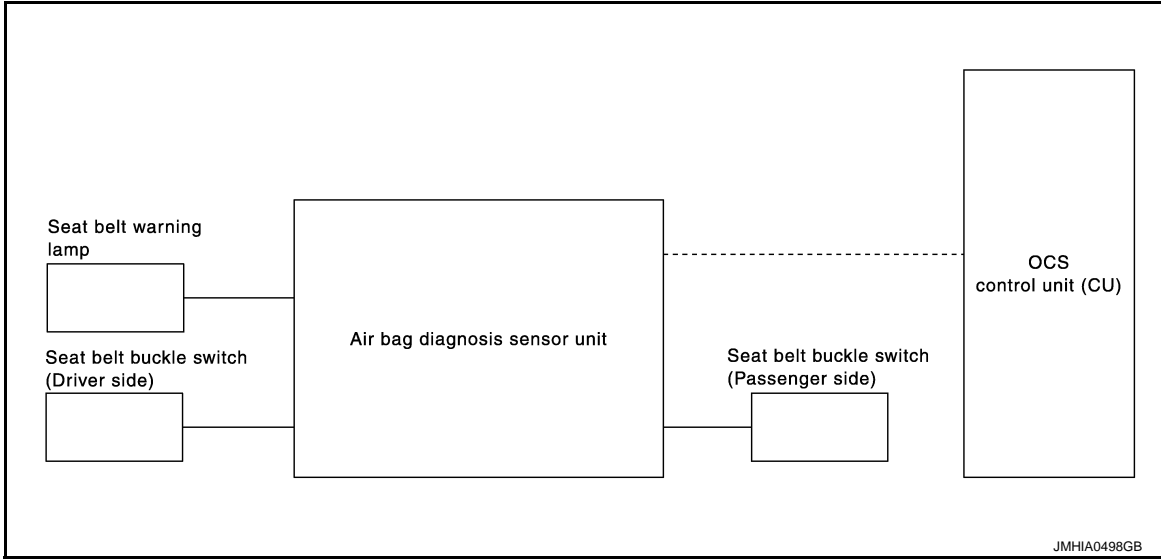 Seat belt warning
lamp
Seat belt buckle switch
(Driver side)
Air bag diagnosis sensor unit
Seat belt buckle switch
(Passenger side)
OCS
control unit (CU)
JMHIA0498GB